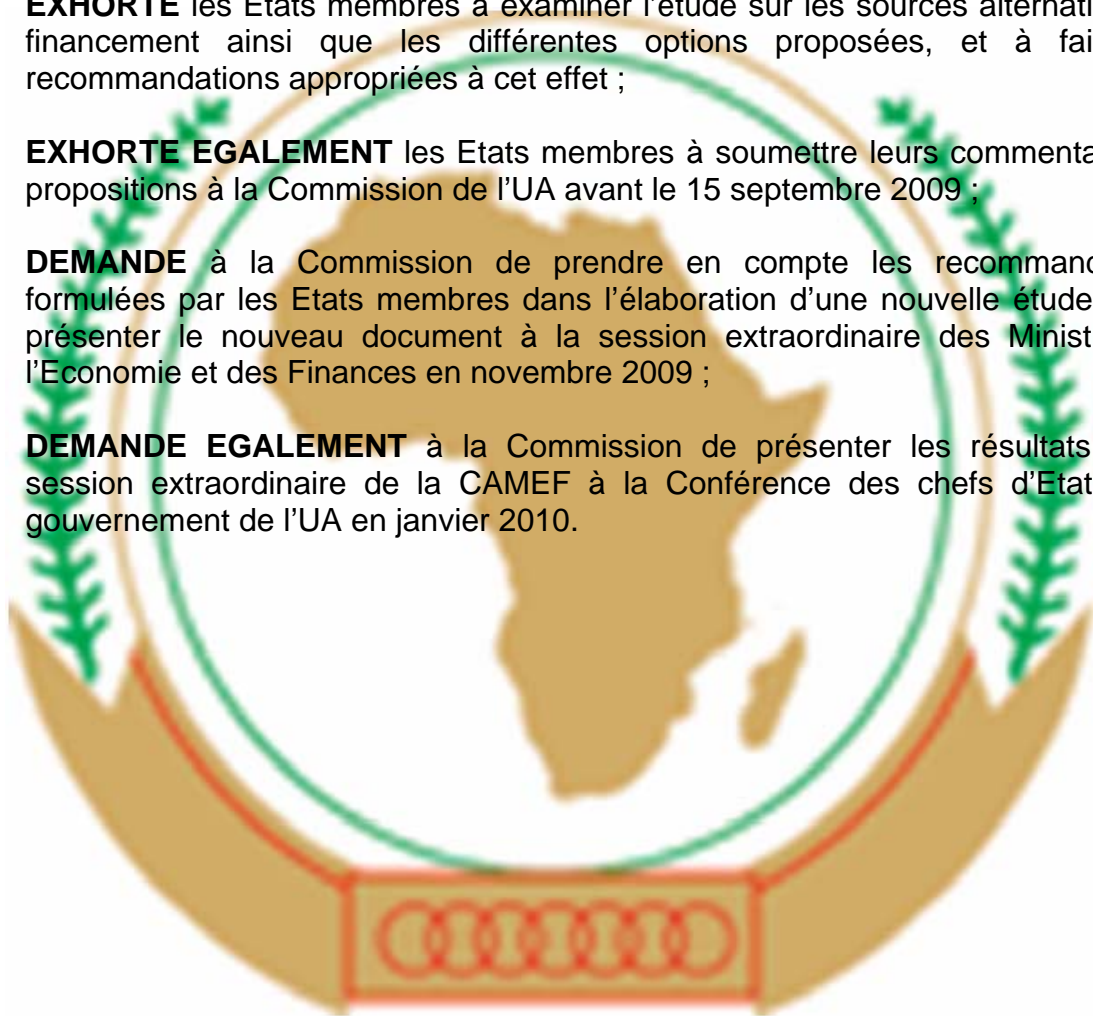 EXHORTE les Etats membres à examiner l'étude sur les sources
financement ainsi que les différentes options proposées, et à
recommandations appropriées à cet effet ;
EXHORTE EGALEMENT les Etats membres à soumettre leurs
propositions à la Commission de l'UA avant le 15 septembre 2009 ;
DEMANDE à la Commission de prendre en compte les
formulées par les Etats membres dans l'élaboration d'une nouvelle étude
présenter le nouveau document à la session extraordinaire des
l'Economie et des Finances en novembre 2009 ;
DEMANDE EGALEMENT à la Commission de présenter les résultats
session extraordinaire de la CAMEF à la Conférence des chefs d'Etat
gouvernement de l'UA en janvier 2010.